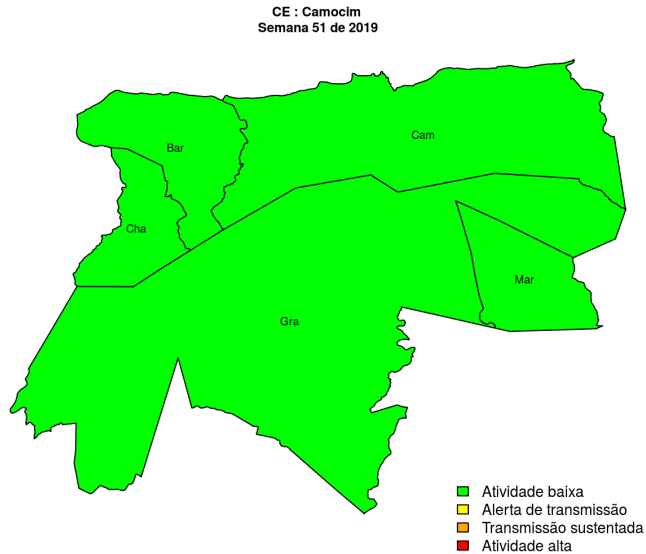 CE : Camocim
Semana 51 de 2019
Bar
Cam
Cha
Mar
Gra
Atividade baixa
Alerta de transmissão
Transmissão sustentada
Atividade alta